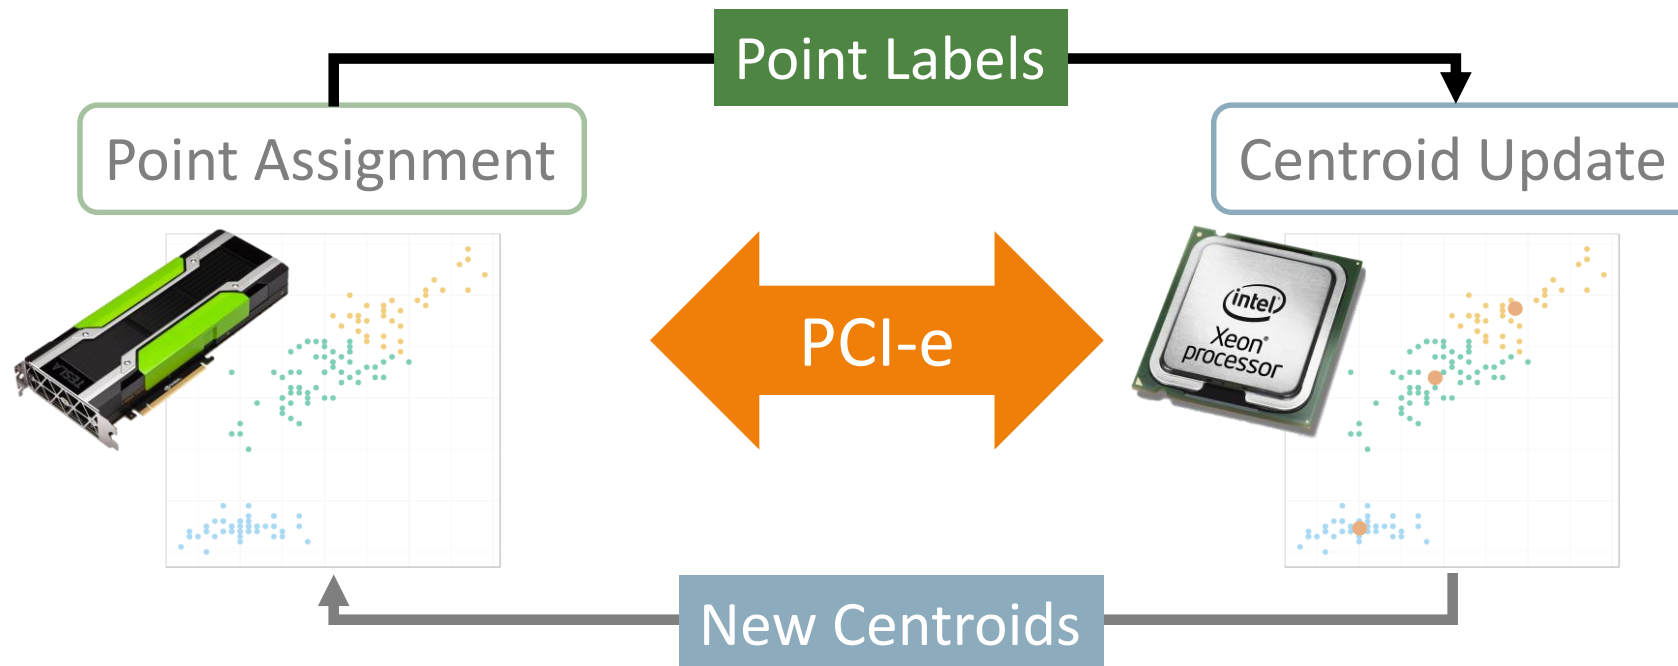 Point Labels
Point Assignment
Centroid Update
TESLA
intel
Xeon®
processor
PCI-e
New Centroids